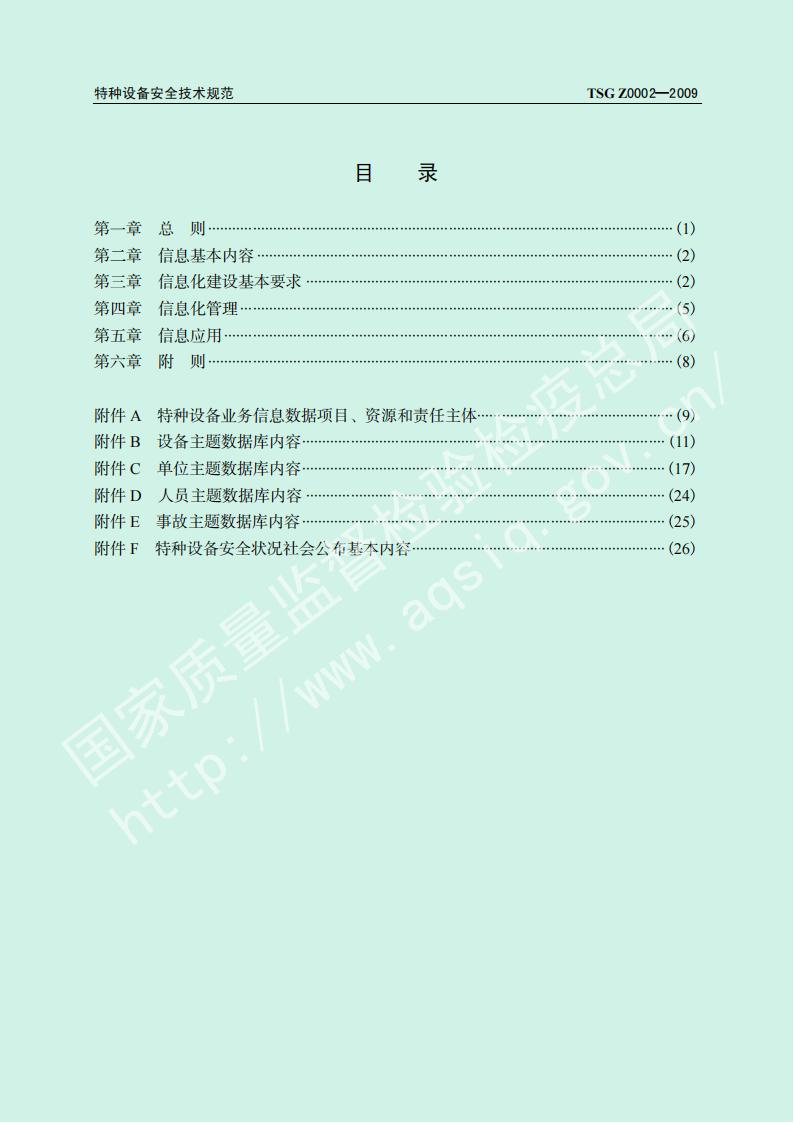 特种设备安全技术规范 TSG Z0002—2009
目 录
第一章 总 则……(1)
第二章 信息基本内容……(2)
第三章 信息化建设基本要求……(2)
第四章 信息化管理……(5)
第五章 信息应用……(6)
第六章 附 则……(8)
附件 A 特种设备业务信息数据项目、资源和责任主体……(9)
附件 B 设备主题数据库内容……(11)
附件 C 单位主题数据库内容……(17)
附件 D 人员主题数据库内容……(24)
附件 E 事故主题数据库内容……(25)
附件 F 特种设备安全状况社会公布基本内容……(26)
国家质量监督检验检疫总局
http://www.aqsiq.gov.cn/